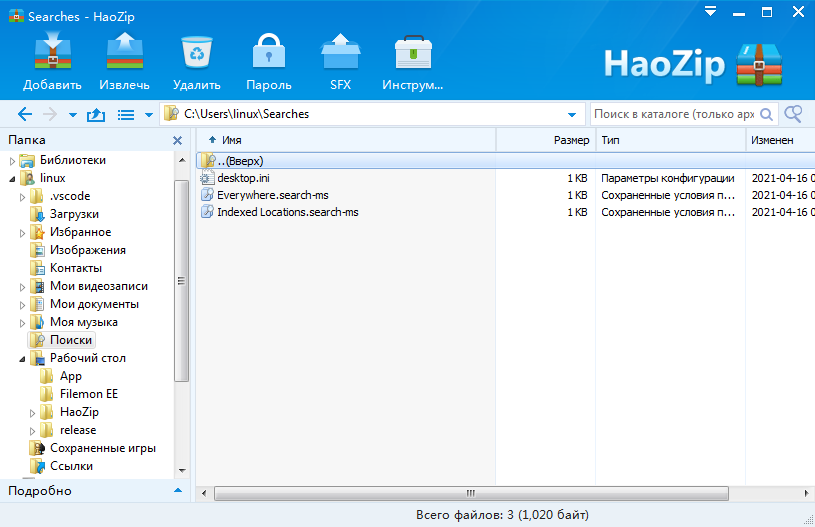 Searches - HaoZip
Добавить Извлечь Удалить Пароль SFX Инструм...
HaoZip
C:\Users\linux\Searches
Поиск в каталоге (только арх
Папка
Имя Размер Тип Изменен
Библиотеки
linux
.vscode
Загрузки
Избранное
Изображения
Контакты
Мои видеозаписи
Мои документы
Моя музыка
Поиски
Рабочий стол
App
Filemon EE
HaoZip
release
Сохраненные игры
Ссылки
..(Вверх)
desktop.ini 1 KB Параметры конфигурации 2021-04-16 0
Everywhere.search-ms 1 KB Сохраненные условия п... 2021-04-16 0
Indexed Locations.search-ms 1 KB Сохраненные условия п... 2021-04-16 0
Подробно
Всего файлов: 3 (1,020 байт)